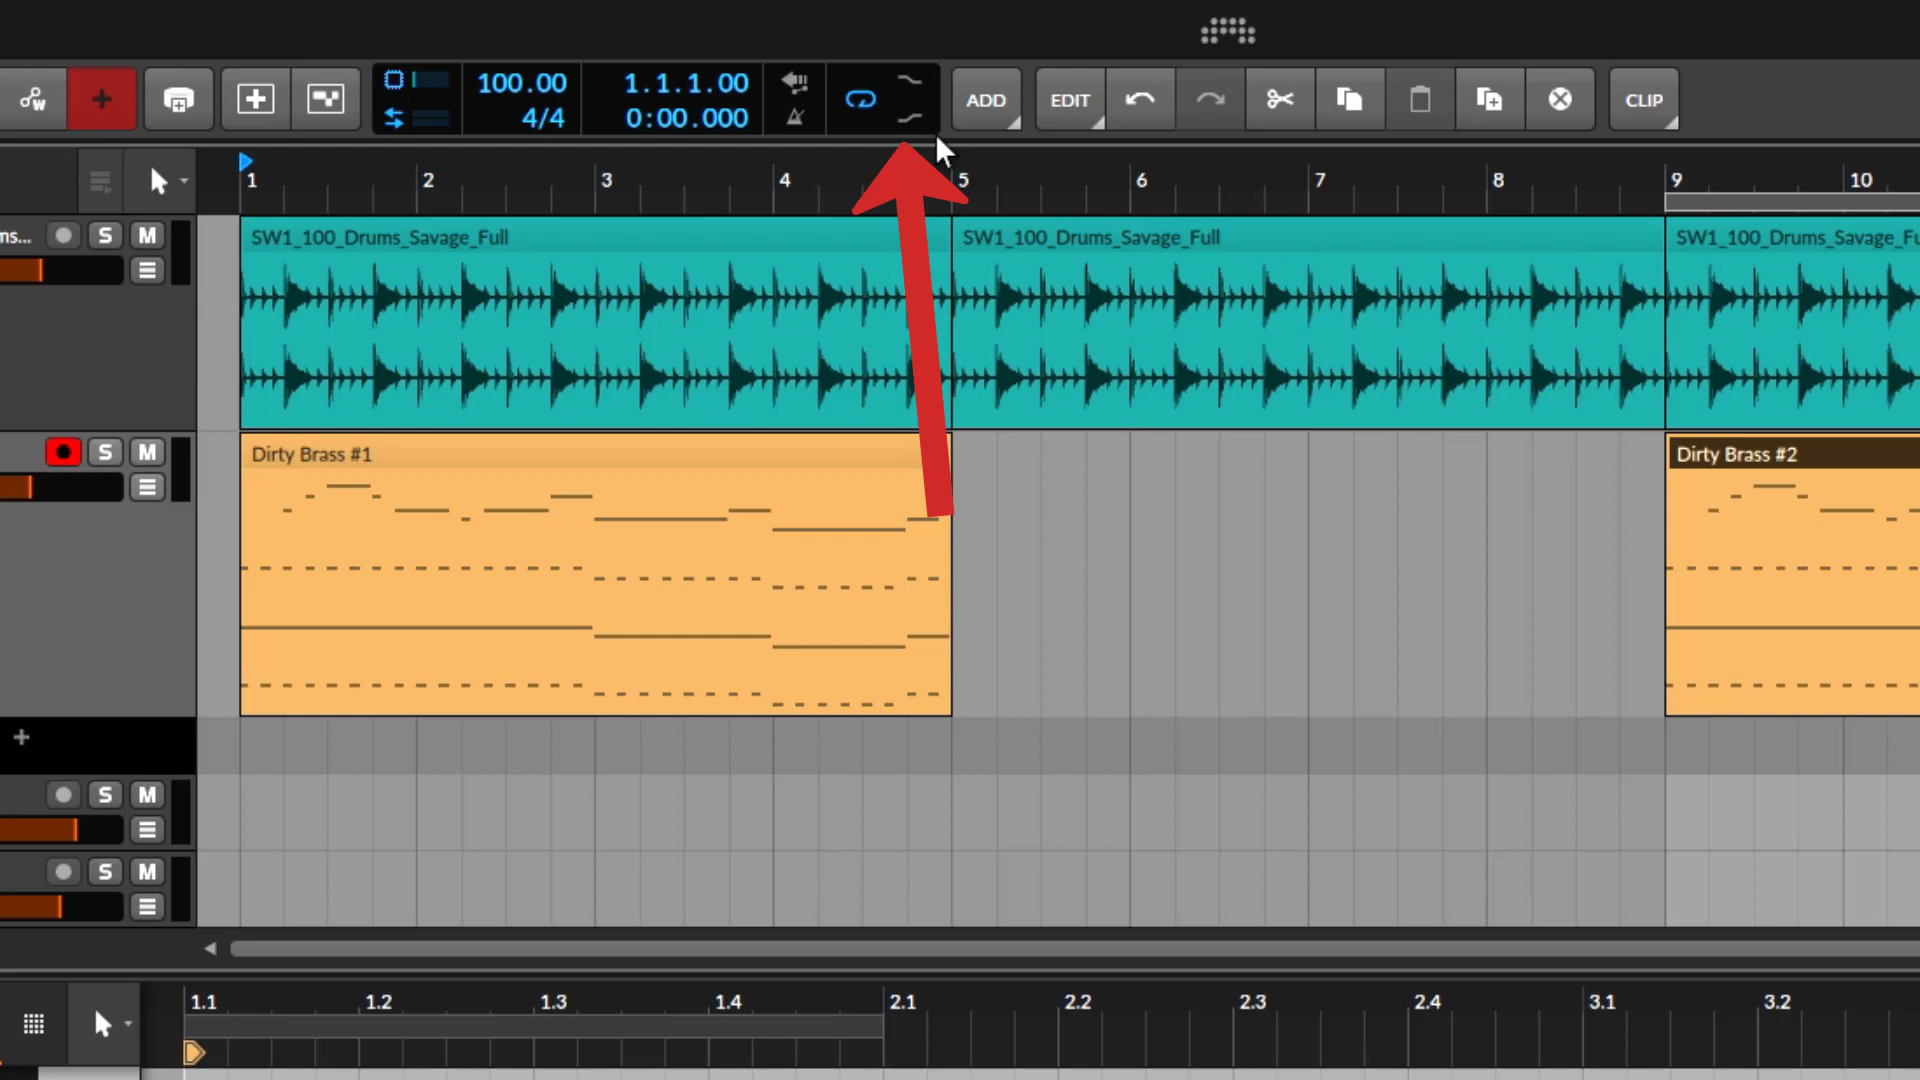 W
100.00 1.1.1.00
4/4 0:00.000
ADD EDIT CLIP
1 2 3 4 5 6 7 8 9 10
ms... S M
SW1_100_Drums_Savage_Full SW1_100_Drums_Savage_Full SW1_100_Drums_Savage_Fu
S M
Dirty Brass #1 Dirty Brass #2
S M
S M
1.1 1.2 1.3 1.4 2.1 2.2 2.3 2.4 3.1 3.2